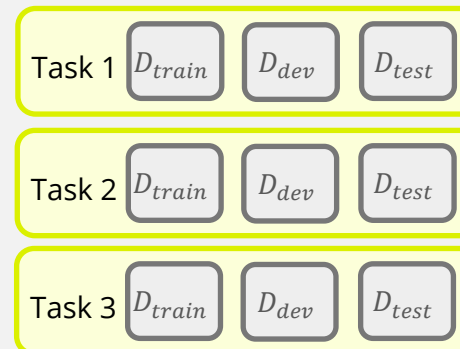 Task 1 D_train D_dev D_test
Task 2 D_train D_dev D_test
Task 3 D_train D_dev D_test